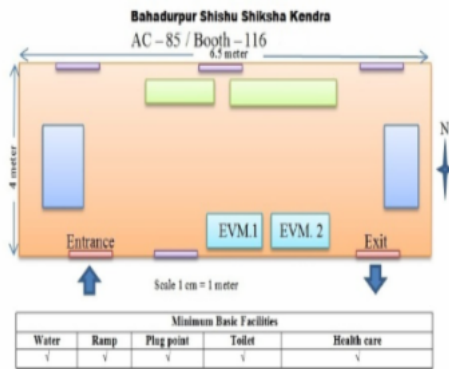 Bahadurpur Shishu Shiksha Kendra
AC – 85 / Booth – 116
6.5 meter
4 meter
N
EVM.1 EVM. 2
Entrance Exit
Scale 1 cm = 1 meter
Minimum Basic Facilities
Water Ramp Plug point Toilet Health care
√ √ √ √ √